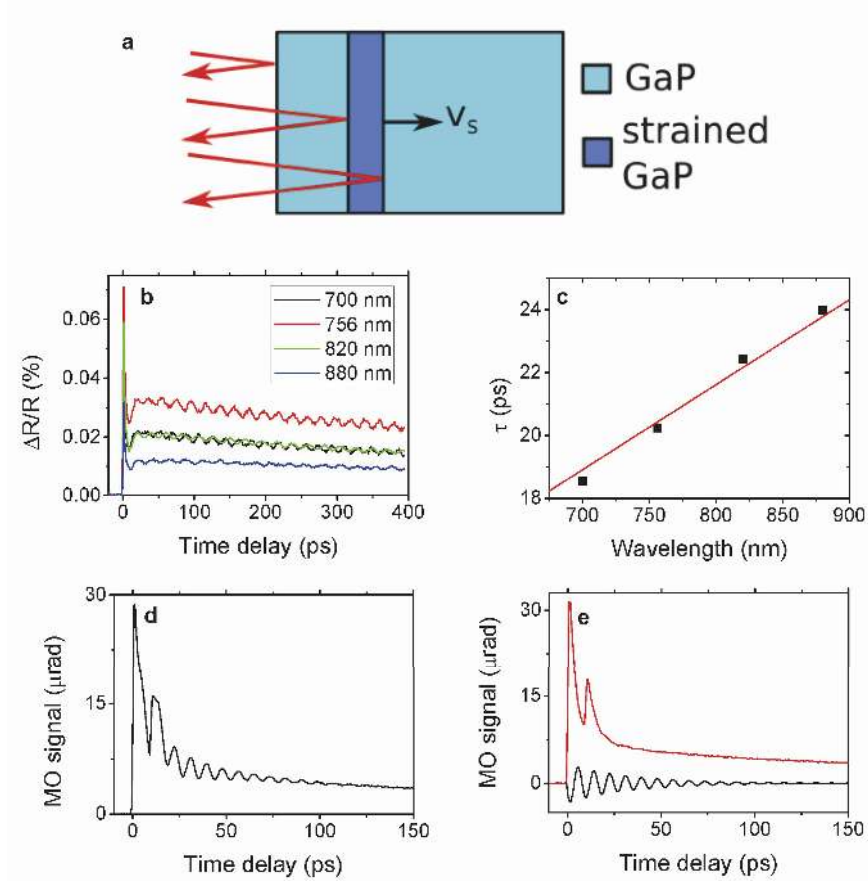 a
GaP
V_S
strained
GaP
b
700 nm
756 nm
820 nm
880 nm
ΔR/R (%)
0.06
0.04
0.02
0.00
0 100 200 300 400
Time delay (ps)
c
τ (ps)
24
22
20
18
700 750 800 850 900
Wavelength (nm)
d
MO signal (μrad)
30
15
0
0 50 100 150
Time delay (ps)
e
MO signal (μrad)
30
15
0
0 50 100 150
Time delay (ps)